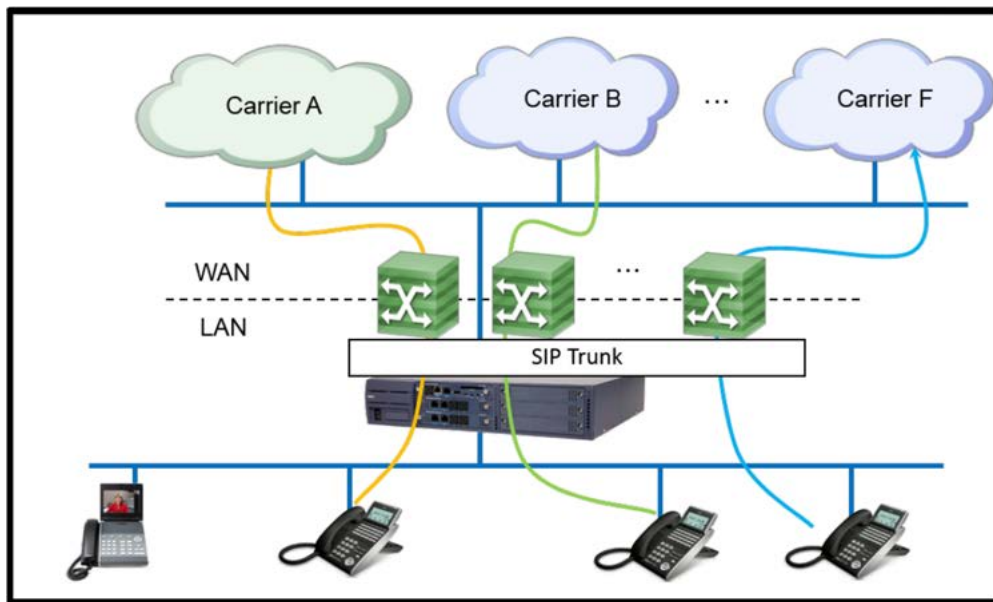 Carrier A
Carrier B
...
Carrier F
WAN
...
LAN
SIP Trunk